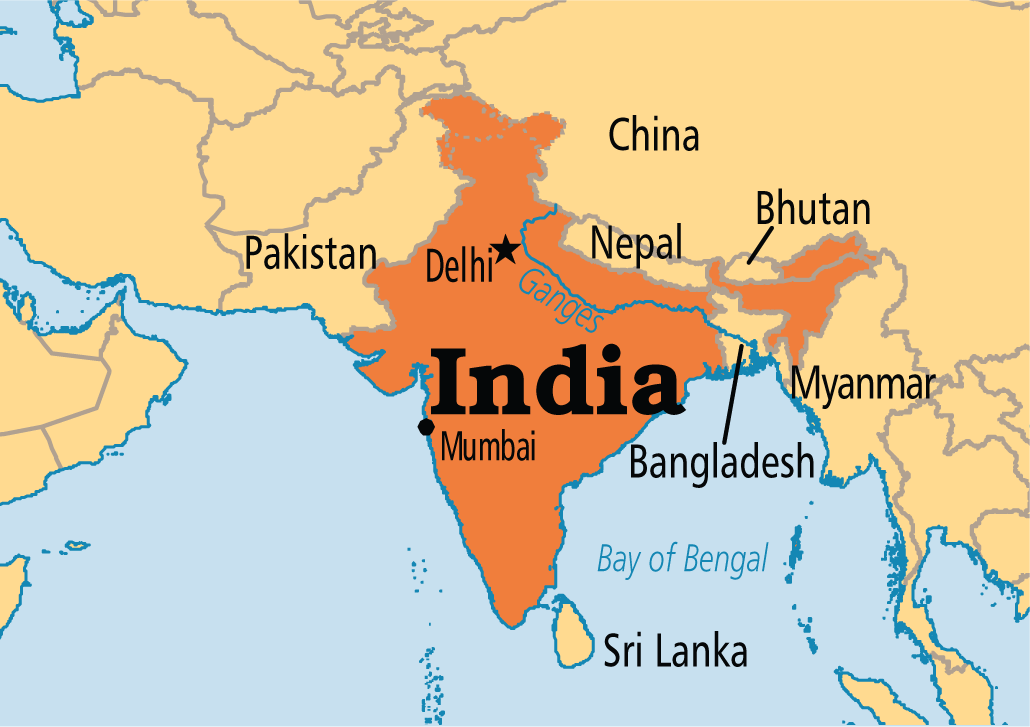 China
Bhutan
Nepal
Pakistan
Delhi
Ganges
India
Myanmar
Mumbai
Bangladesh
Bay of Bengal
Sri Lanka